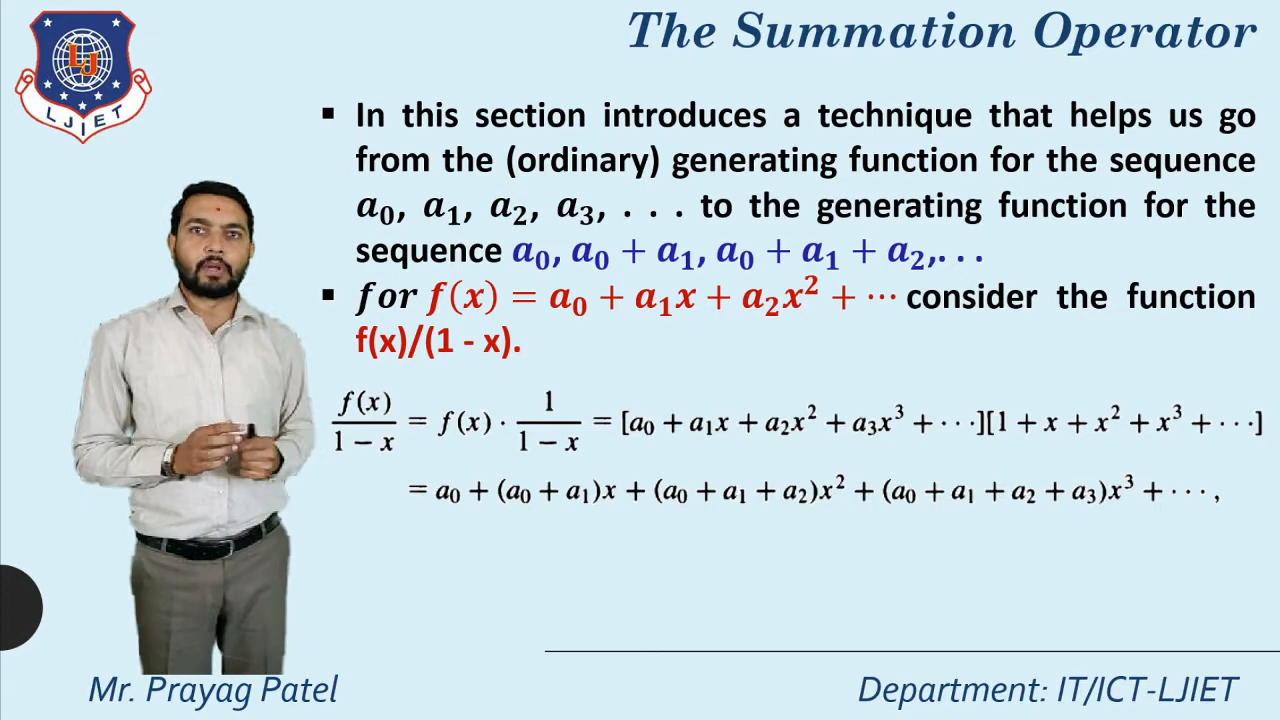 The Summation Operator
LJIET
LJ
▪ In this section introduces a technique that helps us go
from the (ordinary) generating function for the sequence
a₀, a₁, a₂, a₃, . . . to the generating function for the
sequence a₀, a₀ + a₁, a₀ + a₁ + a₂,. . .
▪ for f(x) = a₀ + a₁x + a₂x² + ⋯ consider the function
f(x)/(1 - x).
f(x)/(1 − x) = f(x) · 1/(1 − x) = [a₀ + a₁x + a₂x² + a₃x³ + · · ·][1 + x + x² + x³ + · · ·]
= a₀ + (a₀ + a₁)x + (a₀ + a₁ + a₂)x² + (a₀ + a₁ + a₂ + a₃)x³ + · · · ,
Mr. Prayag Patel
Department: IT/ICT-LJIET